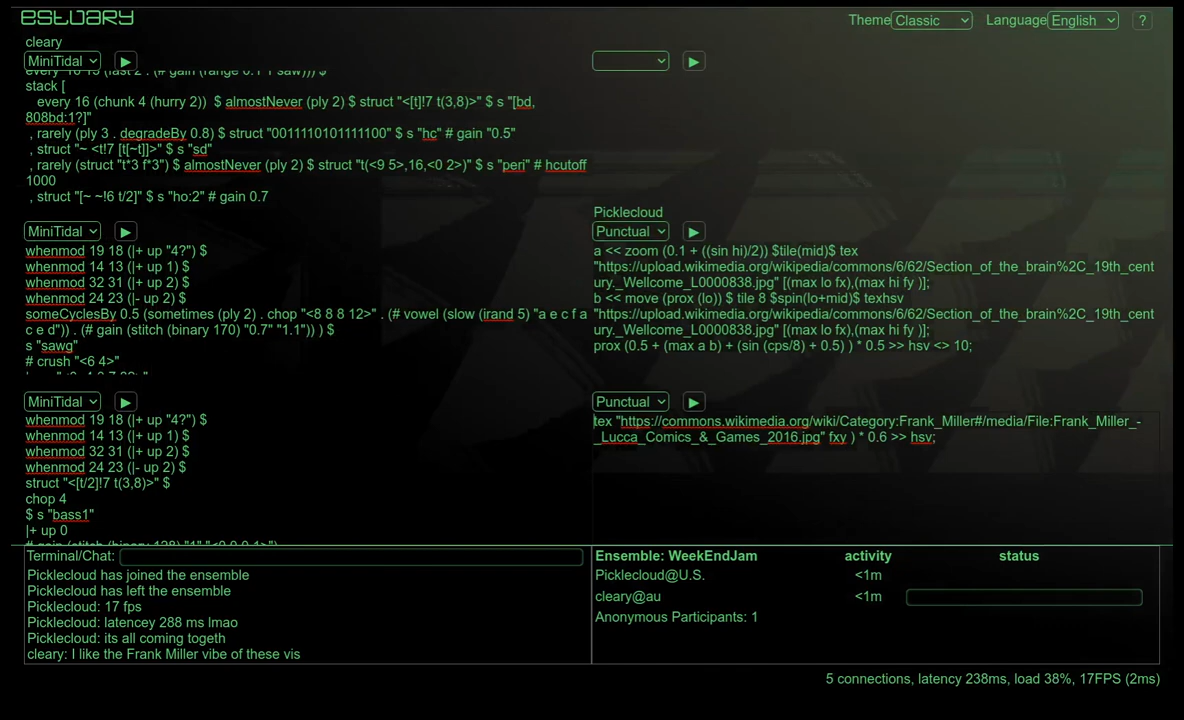 estuary
Theme Classic Language English ?
cleary
MiniTidal ▶
stack [
every 16 (chunk 4 (hurry 2)) $ almostNever (ply 2) $ struct "<[t]!7 t(3,8)>" $ s "[bd,
808bd:1?]"
, rarely (ply 3 . degradeBy 0.8) $ struct "0011110101111100" $ s "hc" # gain "0.5"
, struct "~ <t!7 [t[~t]]>" $ s "sd"
, rarely (struct "t*3 f*3") $ almostNever (ply 2) $ struct "t(<9 5>,16,<0 2>)" $ s "peri" # hcutoff
1000
, struct "[~ ~!6 t/2]" $ s "ho:2" # gain 0.7
MiniTidal ▶
whenmod 19 18 (|+ up "4?") $
whenmod 14 13 (|+ up 1) $
whenmod 32 31 (|+ up 2) $
whenmod 24 23 (|- up 2) $
someCyclesBy 0.5 (sometimes (ply 2) . chop "<8 8 8 12>" . (# vowel (slow (irand 5) "a e c f a
c e d")) . (# gain (stitch (binary 170) "0.7" "1.1")) ) $
s "sawg"
# crush "<6 4>"
MiniTidal ▶
whenmod 19 18 (|+ up "4?") $
whenmod 14 13 (|+ up 1) $
whenmod 32 31 (|+ up 2) $
whenmod 24 23 (|- up 2) $
struct "<[t/2]!7 t(3,8)>" $
chop 4
$ s "bass1"
|+ up 0
Picklecloud
Punctual ▶
a << zoom (0.1 + ((sin hi)/2)) $tile(mid)$ tex
"https://upload.wikimedia.org/wikipedia/commons/6/62/Section_of_the_brain%2C_19th_cent
ury._Wellcome_L0000838.jpg" [(max lo fx),(max hi fy )];
b << move (prox (lo)) $ tile 8 $spin(lo+mid)$ texhsv
"https://upload.wikimedia.org/wikipedia/commons/6/62/Section_of_the_brain%2C_19th_cent
ury._Wellcome_L0000838.jpg" [(max lo fx),(max hi fy )];
prox (0.5 + (max a b) + (sin (cps/8) + 0.5) ) * 0.5 >> hsv <> 10;
Punctual ▶
tex "https://commons.wikimedia.org/wiki/Category:Frank_Miller#/media/File:Frank_Miller_-
_Lucca_Comics_&_Games_2016.jpg" fxy ) * 0.6 >> hsv;
Terminal/Chat:
Picklecloud has joined the ensemble
Picklecloud has left the ensemble
Picklecloud: 17 fps
Picklecloud: latencey 288 ms lmao
Picklecloud: its all coming togeth
cleary: I like the Frank Miller vibe of these vis
Ensemble: WeekEndJam activity status
Picklecloud@U.S. <1m
cleary@au <1m
Anonymous Participants: 1
5 connections, latency 238ms, load 38%, 17FPS (2ms)